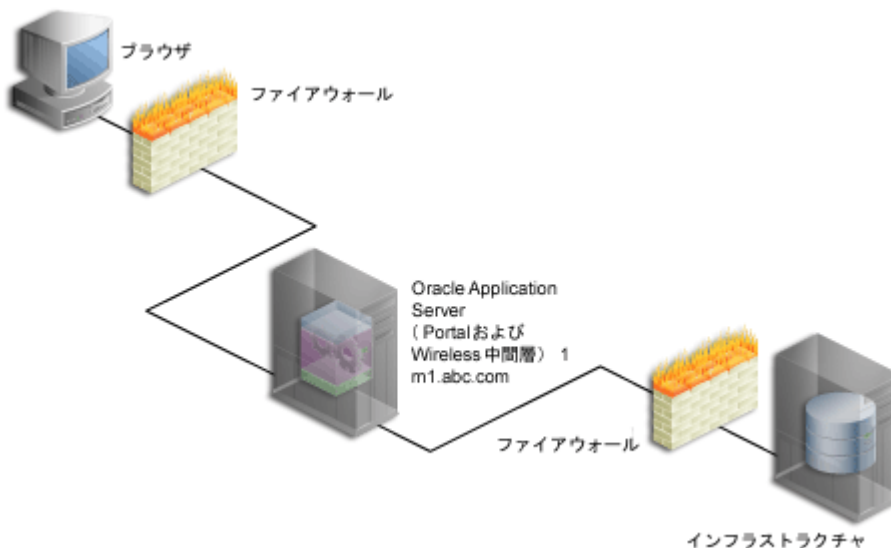 ブラウザ
ファイアウォール
Oracle Application
Server
（Portalおよび
Wireless 中間層） 1
m1.abc.com
ファイアウォール
インフラストラクチャ